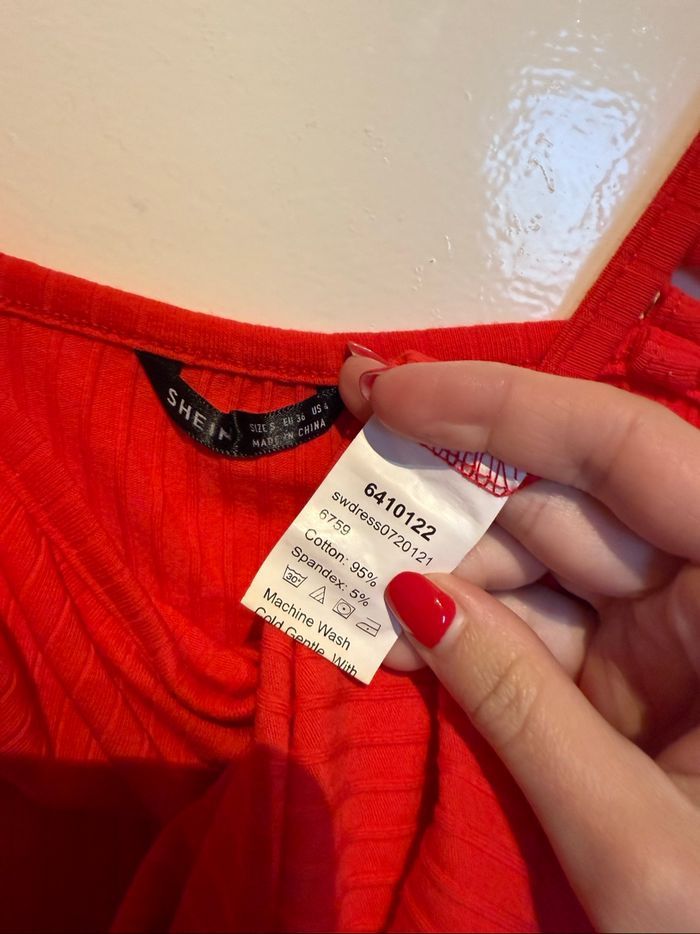 SHEIN
SIZE S EU 36 US 4
MADE IN CHINA
6410122
swdress0720121
6759
Cotton: 95%
Spandex: 5%
30°
Machine Wash
Cold Gentle, With